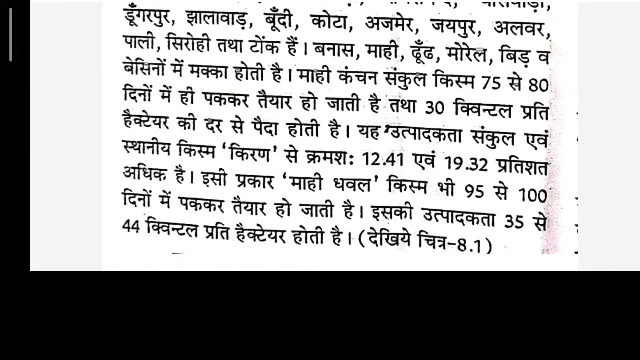 डूँगरपुर, झालावाड़, बूँदी, कोटा, अजमेर, जयपुर, अलवर,
पाली, सिरोही तथा टोंक हैं। बनास, माही, ढूँढ, मोरेल, बिड़ व
बेसिनों में मक्का होती है। माही कंचन संकुल किस्म 75 से 80
दिनों में ही पककर तैयार हो जाती है तथा 30 क्विन्टल प्रति
हैक्टेयर की दर से पैदा होती है। यह उत्पादकता संकुल एवं
स्थानीय किस्म 'किरण' से क्रमश: 12.41 एवं 19.32 प्रतिशत
अधिक है। इसी प्रकार 'माही धवल' किस्म भी 95 से 100
दिनों में पककर तैयार हो जाती है। इसकी उत्पादकता 35 से
44 क्विन्टल प्रति हैक्टेयर होती है। (देखिये चित्र-8.1)